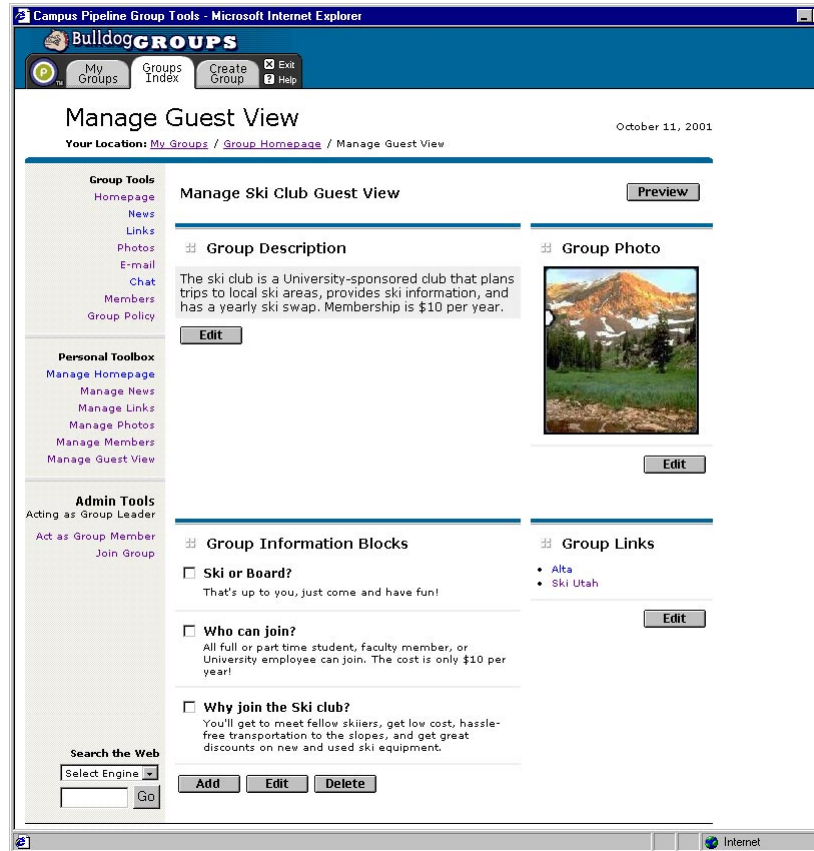 Campus Pipeline Group Tools - Microsoft Internet Explorer
Bulldog GROUPS
My Groups
Groups Index
Create Group
Exit
Help
Manage Guest View
October 11, 2001
Your Location: My Groups / Group Homepage / Manage Guest View
Group Tools
Homepage
News
Links
Photos
E-mail
Chat
Members
Group Policy
Personal Toolbox
Manage Homepage
Manage News
Manage Links
Manage Photos
Manage Members
Manage Guest View
Admin Tools
Acting as Group Leader
Act as Group Member
Join Group
Search the Web
Select Engine
Go
Manage Ski Club Guest View
Preview
Group Description
The ski club is a University-sponsored club that plans
trips to local ski areas, provides ski information, and
has a yearly ski swap. Membership is $10 per year.
Edit
Group Photo
Edit
Group Information Blocks
Ski or Board?
That's up to you, just come and have fun!
Who can join?
All full or part time student, faculty member, or
University employee can join. The cost is only $10 per
year!
Why join the Ski club?
You'll get to meet fellow skiiers, get low cost, hassle-
free transportation to the slopes, and get great
discounts on new and used ski equipment.
Add Edit Delete
Group Links
Alta
Ski Utah
Edit
Internet